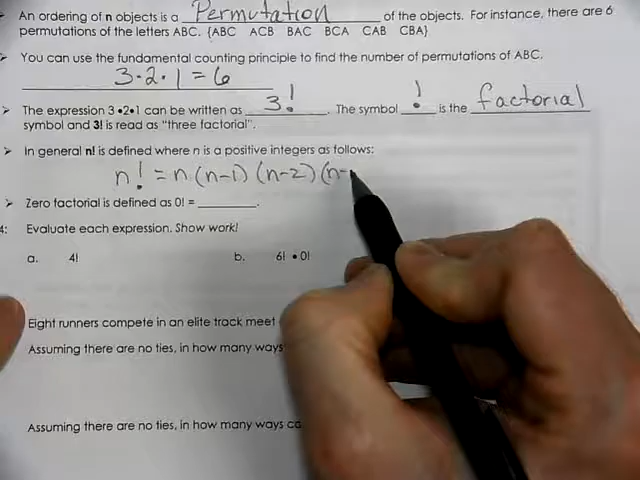 An ordering of n objects is a Permutation of the objects. For instance, there are 6
permutations of the letters ABC. {ABC ACB BAC BCA CAB CBA}
You can use the fundamental counting principle to find the number of permutations of ABC.
3·2·1 = 6
The expression 3•2•1 can be written as 3! . The symbol ! is the factorial
symbol and 3! is read as "three factorial".
In general n! is defined where n is a positive integers as follows:
n! = n (n-1) (n-2) (n-
Zero factorial is defined as 0! = ________.
4: Evaluate each expression. Show work!
a. 4! b. 6! • 0!
Eight runners compete in an elite track meet
Assuming there are no ties, in how many ways
Assuming there are no ties, in how many ways ca